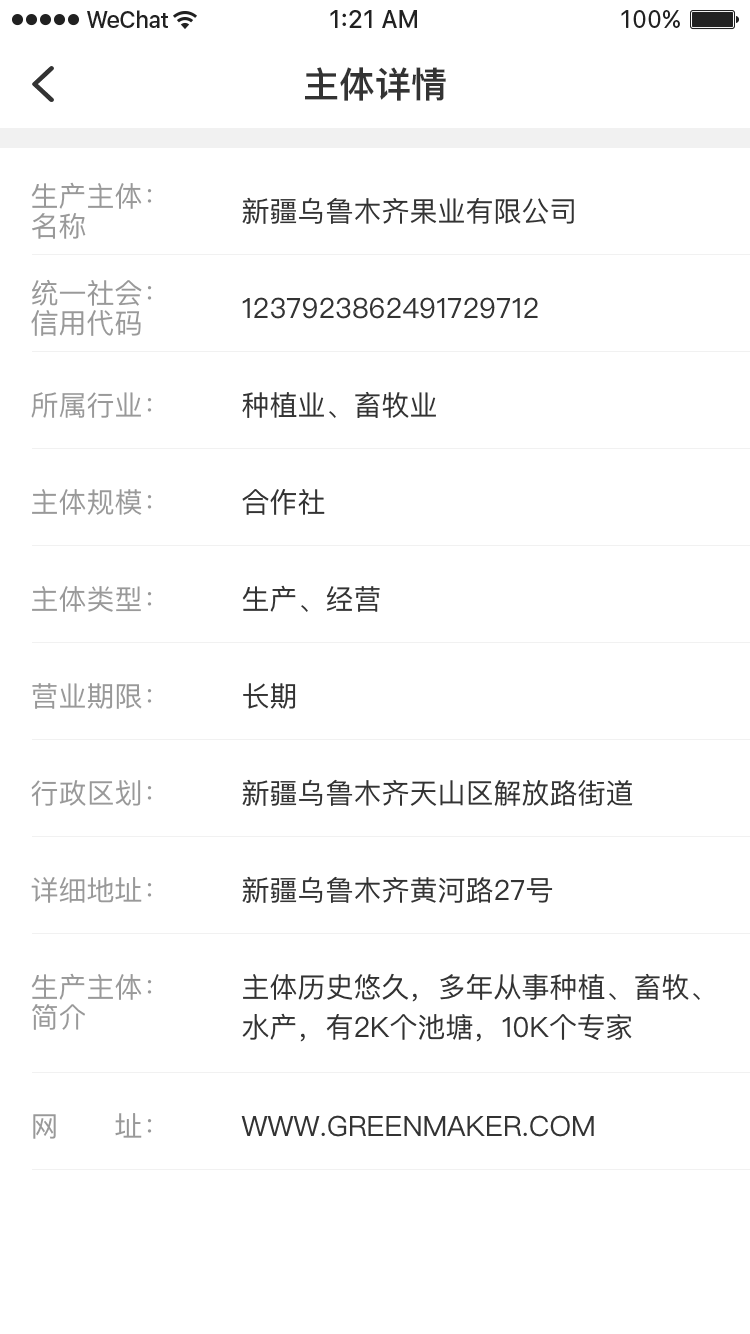 WeChat 1:21 AM 100%
主体详情
生产主体：
名称
新疆乌鲁木齐果业有限公司
统一社会：
信用代码
1237923862491729712
所属行业： 种植业、畜牧业
主体规模： 合作社
主体类型： 生产、经营
营业期限： 长期
行政区划： 新疆乌鲁木齐天山区解放路街道
详细地址： 新疆乌鲁木齐黄河路27号
生产主体：
简介
主体历史悠久，多年从事种植、畜牧、
水产，有2K个池塘，10K个专家
网　　址： WWW.GREENMAKER.COM